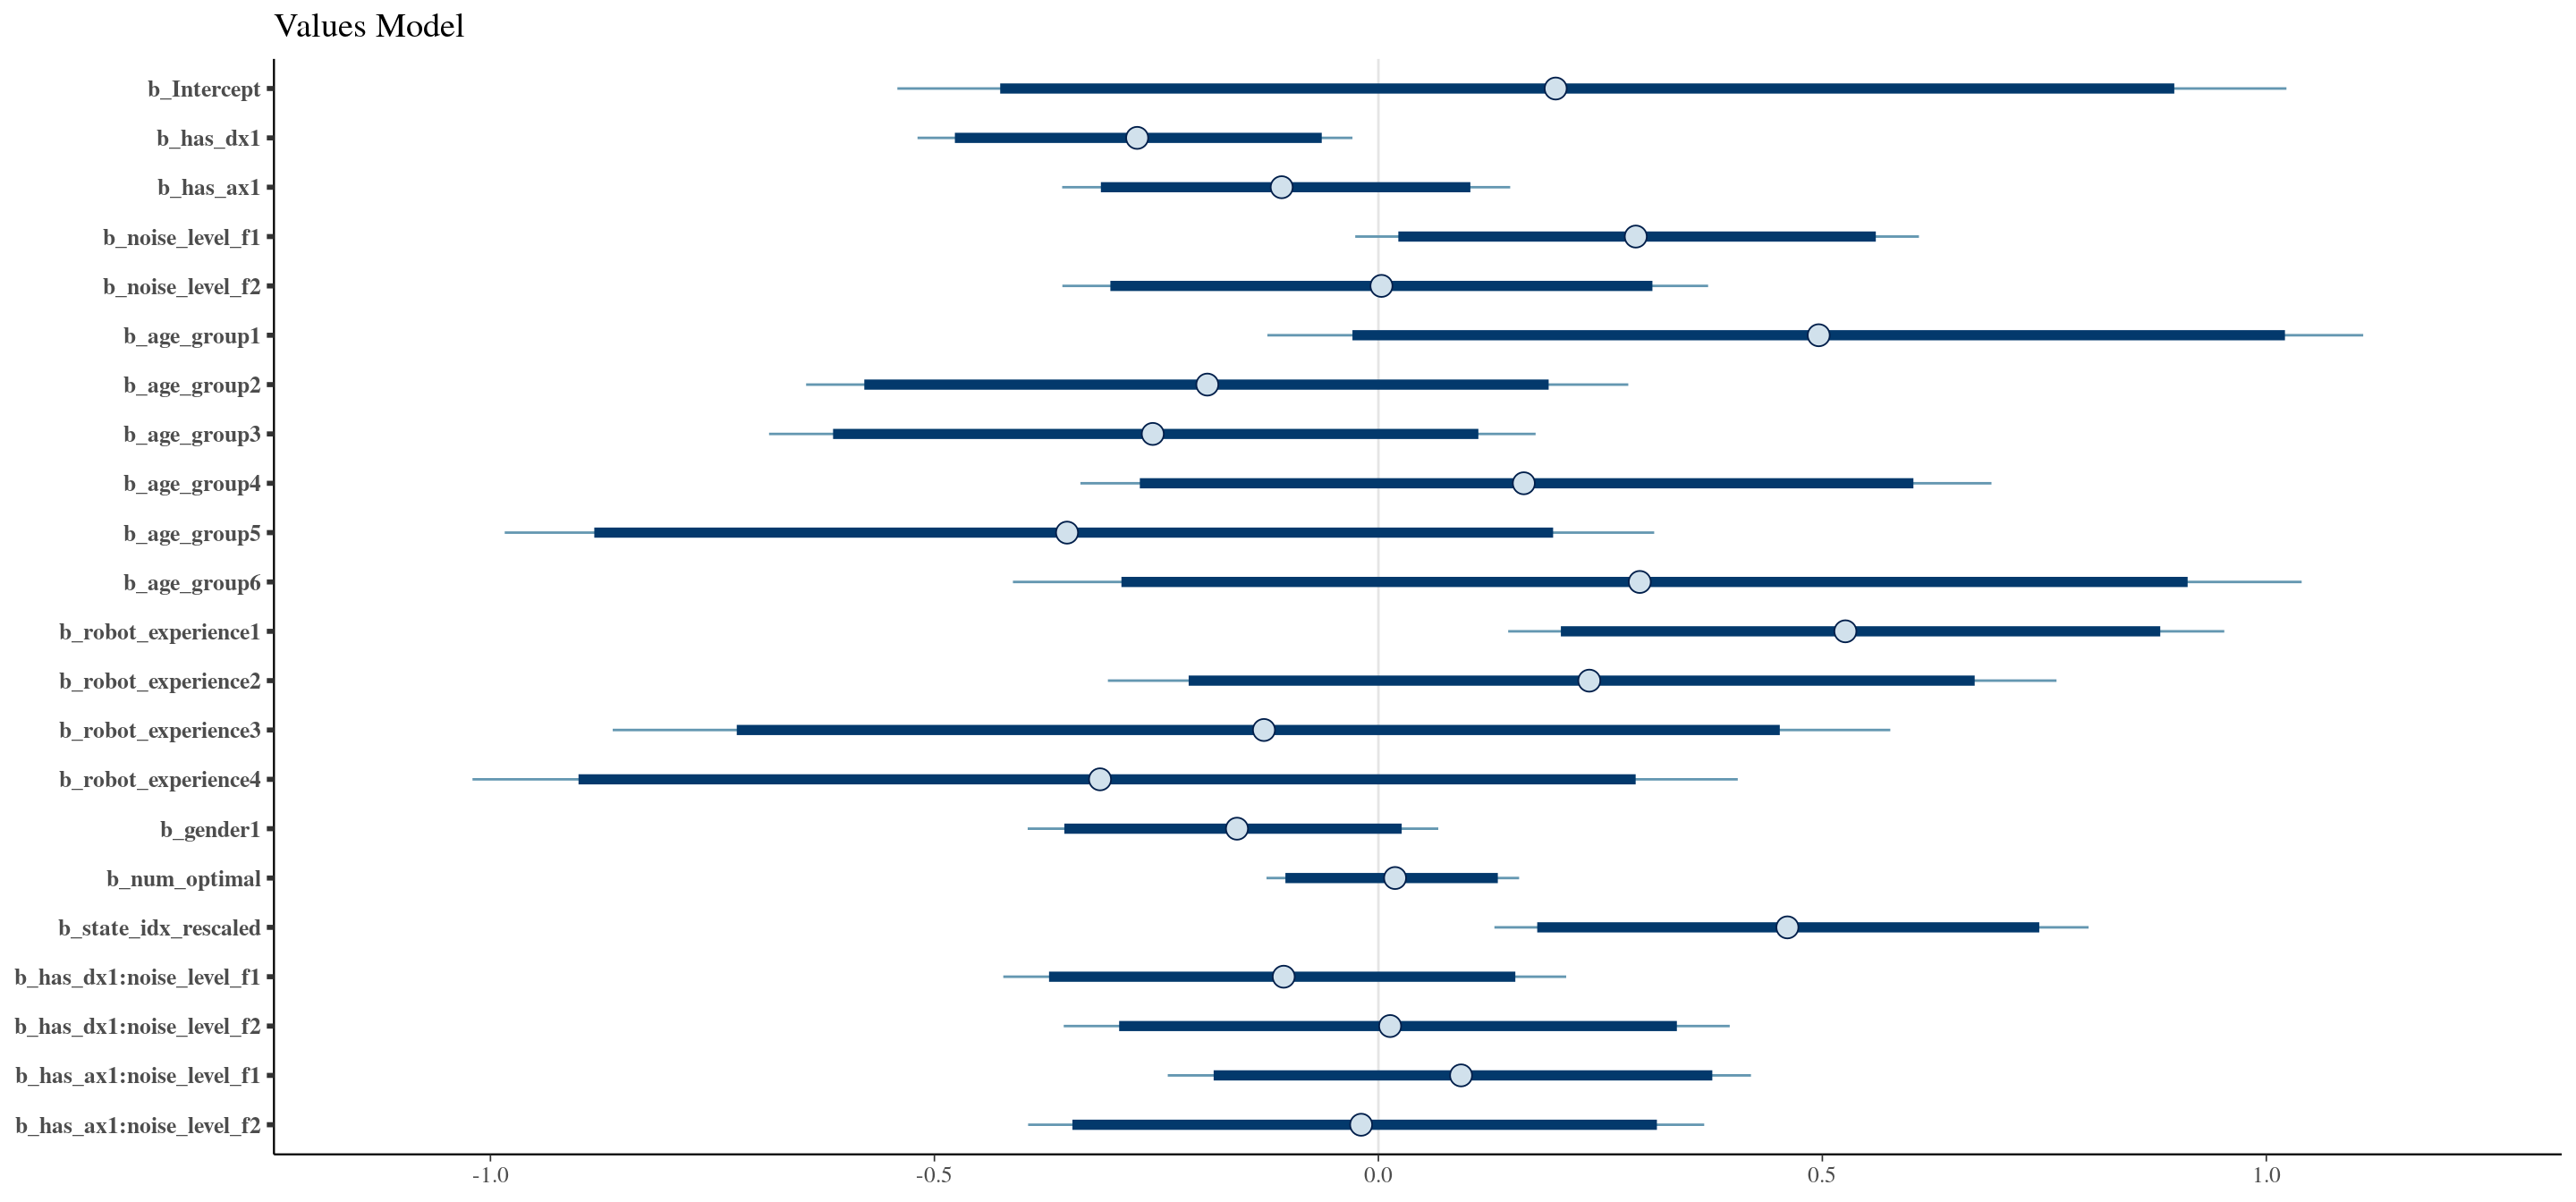 Values Model
b_Intercept
b_has_dx1
b_has_ax1
b_noise_level_f1
b_noise_level_f2
b_age_group1
b_age_group2
b_age_group3
b_age_group4
b_age_group5
b_age_group6
b_robot_experience1
b_robot_experience2
b_robot_experience3
b_robot_experience4
b_gender1
b_num_optimal
b_state_idx_rescaled
b_has_dx1:noise_level_f1
b_has_dx1:noise_level_f2
b_has_ax1:noise_level_f1
b_has_ax1:noise_level_f2
-1.0 -0.5 0.0 0.5 1.0